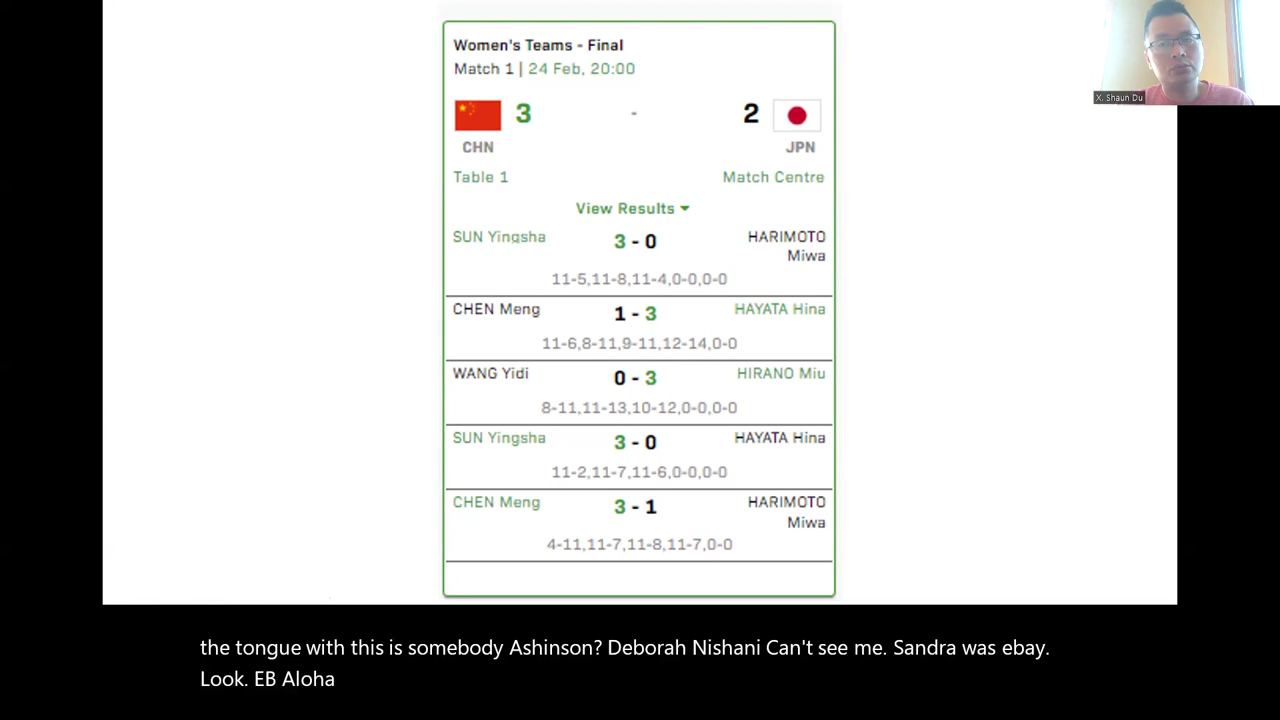 X. Shaun Du
Women's Teams - Final
Match 1 | 24 Feb, 20:00
3 - 2
CHN JPN
Table 1 Match Centre
View Results
SUN Yingsha 3 - 0 HARIMOTO Miwa
11-5,11-8,11-4,0-0,0-0
CHEN Meng 1 - 3 HAYATA Hina
11-6,8-11,9-11,12-14,0-0
WANG Yidi 0 - 3 HIRANO Miu
8-11,11-13,10-12,0-0,0-0
SUN Yingsha 3 - 0 HAYATA Hina
11-2,11-7,11-6,0-0,0-0
CHEN Meng 3 - 1 HARIMOTO Miwa
4-11,11-7,11-8,11-7,0-0
the tongue with this is somebody Ashinson? Deborah Nishani Can't see me. Sandra was ebay.
Look. EB Aloha